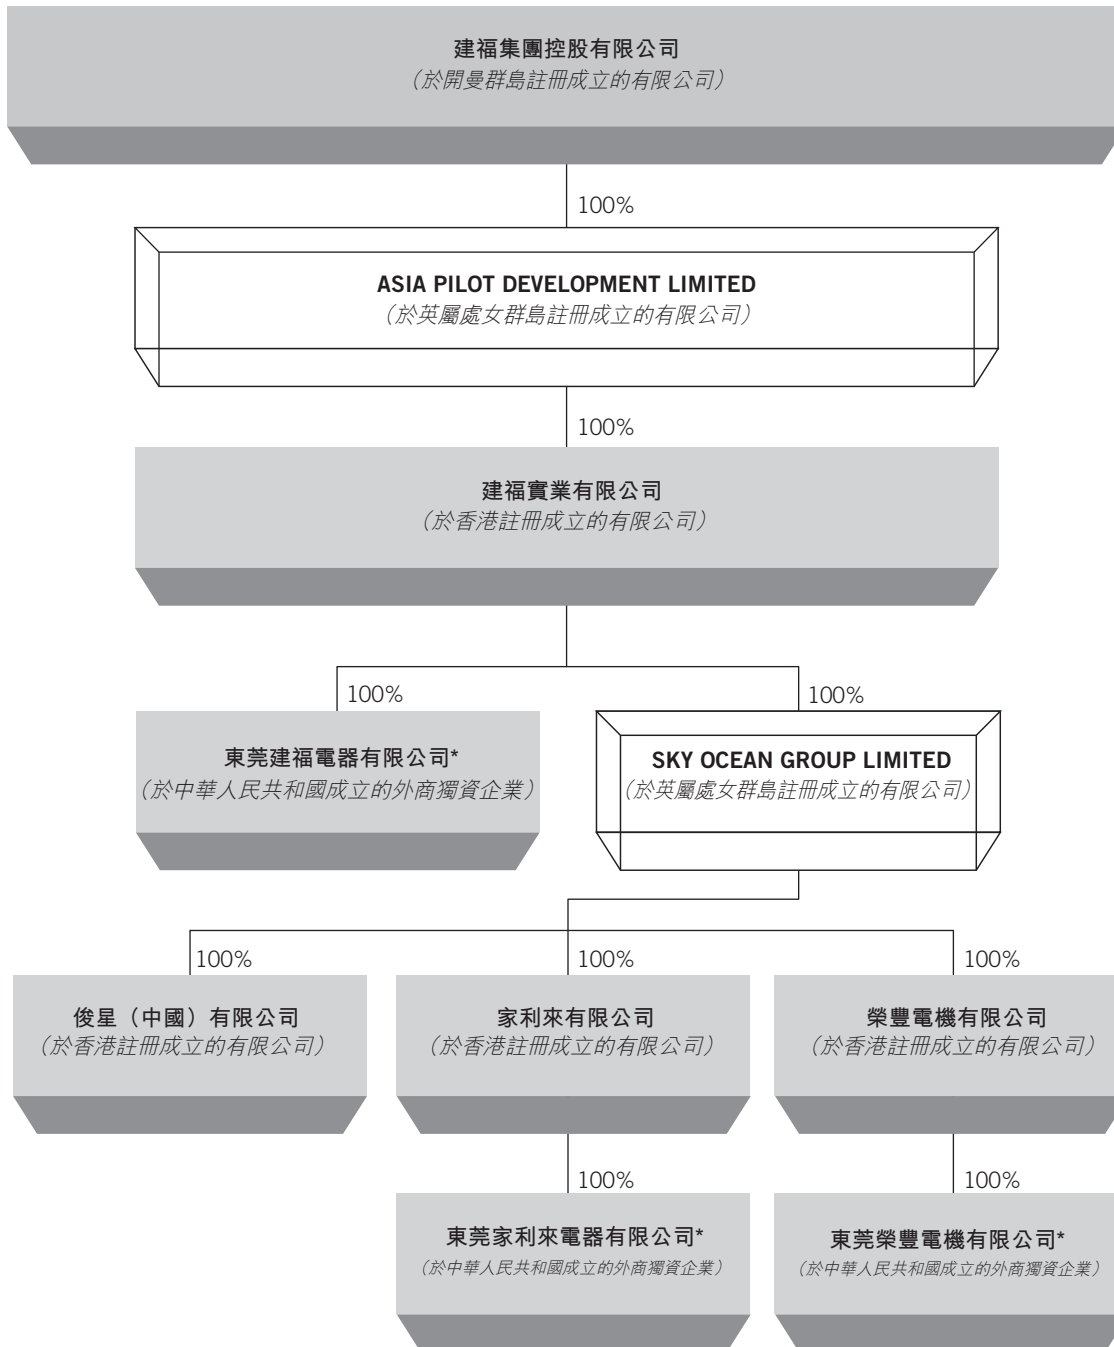 建福集團控股有限公司
（於開曼群島註冊成立的有限公司）
100%
ASIA PILOT DEVELOPMENT LIMITED
（於英屬處女群島註冊成立的有限公司）
100%
建福實業有限公司
（於香港註冊成立的有限公司）
100%
100%
東莞建福電器有限公司*
（於中華人民共和國成立的外商獨資企業）
SKY OCEAN GROUP LIMITED
（於英屬處女群島註冊成立的有限公司）
100%
100%
100%
俊星（中國）有限公司
（於香港註冊成立的有限公司）
家利來有限公司
（於香港註冊成立的有限公司）
榮豐電機有限公司
（於香港註冊成立的有限公司）
100%
100%
東莞家利來電器有限公司*
（於中華人民共和國成立的外商獨資企業）
東莞榮豐電機有限公司*
（於中華人民共和國成立的外商獨資企業）